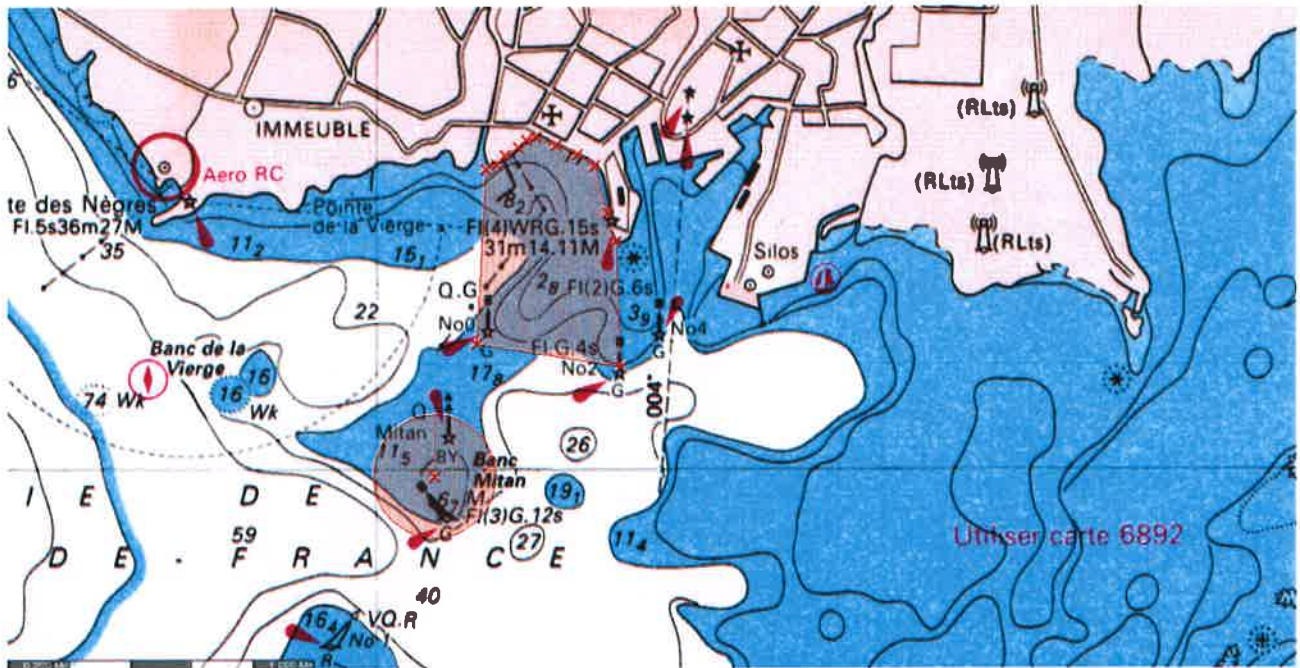 (RLts)
IMMEUBLE
Aero RC
(RLts)
te des Nègres
Fl.5s36m27M
35
Pointe
de la Vierge
8₂
Fl(4)WRG.15s
31m14.11M
(RLts)
11₂
15₁
Silos
2₈
Fl(2)G.6s
Q.G
22
3₉
No4
No0
G
Fl.G.4s
G
Banc de la
Vierge
No2
16
17₈
G
74 Wk
16
Wk
004°
Q
Mitan
11₅
BY
26
Banc
Mitan
I E D E
6₇
M
19₁
Fl(3)G.12s
G
59
27
11₄
Utiliser carte 6892
D E - F R A N C E
40
16₄
VQ.R
No 1
R